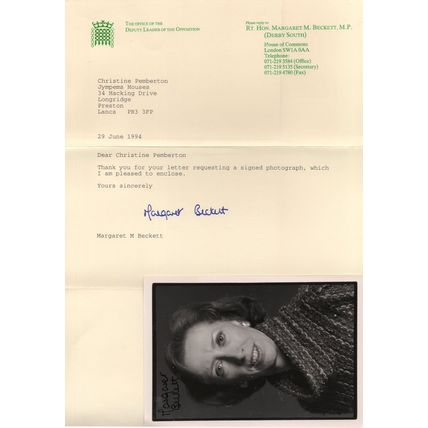 THE OFFICE OF THE
DEPUTY LEADER OF THE OPPOSITION
Please reply to:
RT. HON. MARGARET M. BECKETT, M.P.
(DERBY SOUTH)
House of Commons
London SW1A 0AA
Telephone:
071-219 3584 (Office)
071-219 5135 (Secretary)
071-219 4780 (Fax)
Christine Pemberton
Jympems Houses
34 Hacking Drive
Longridge
Preston
Lancs PR3 3FP
29 June 1994
Dear Christine Pemberton
Thank you for your letter requesting a signed photograph, which
I am pleased to enclose.
Yours sincerely
Margaret Beckett
Margaret M Beckett
Margaret
Beckett